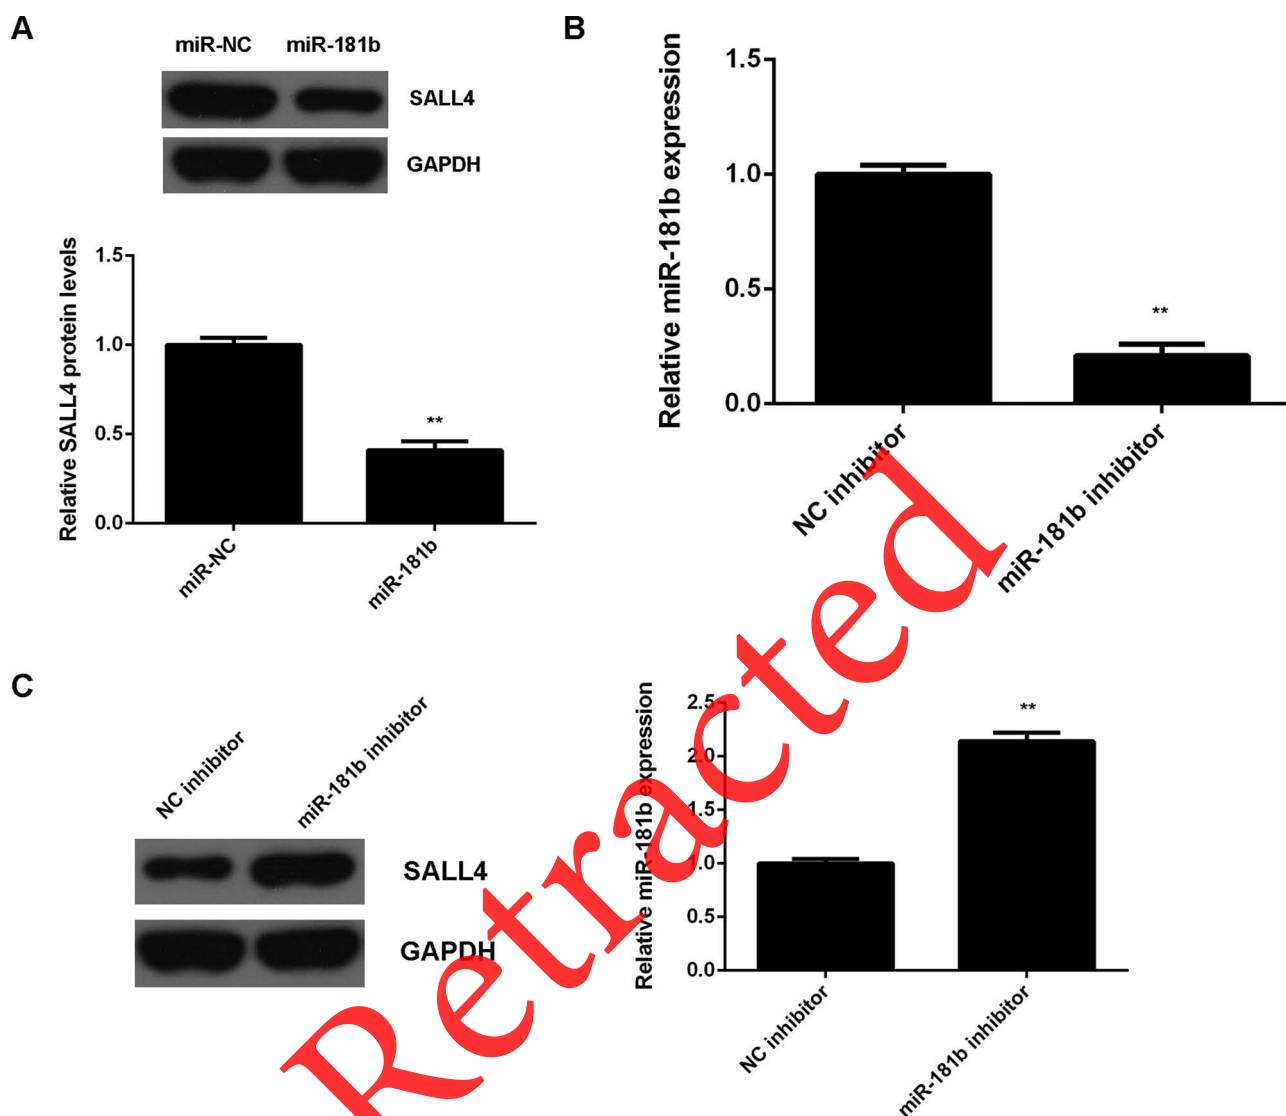 A
miR-NC miR-181b
SALL4
GAPDH
Relative SALL4 protein levels
1.5
1.0
0.5
0.0
**
miR-NC
miR-181b
B
Relative miR-181b expression
1.5
1.0
0.5
0.0
**
NC inhibitor
miR-181b inhibitor
C
NC inhibitor
miR-181b inhibitor
SALL4
GAPDH
Relative miR-181b expression
2.5
2.0
1.5
1.0
0.5
0.0
**
NC inhibitor
miR-181b inhibitor
Retracted